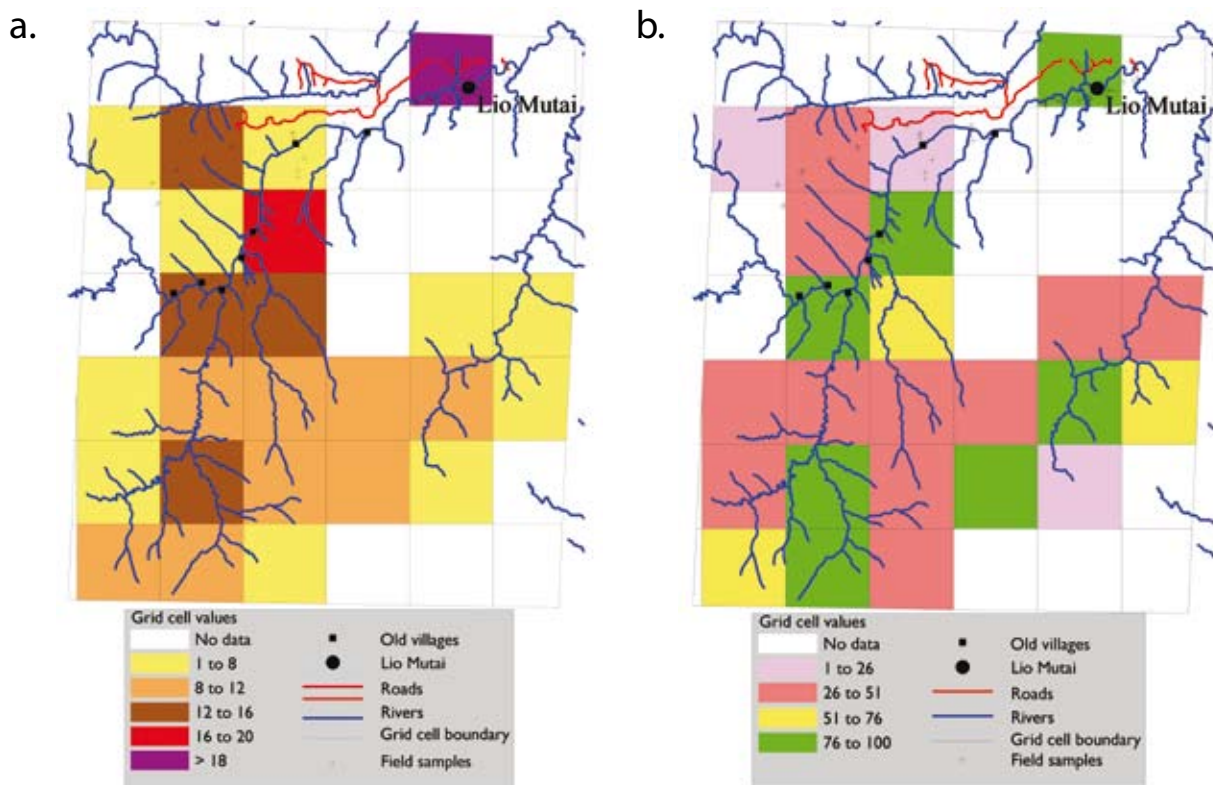 a.
Lio Mutai
Grid cell values
No data
1 to 8
8 to 12
12 to 16
16 to 20
> 18
Old villages
Lio Mutai
Roads
Rivers
Grid cell boundary
Field samples
b.
Lio Mutai
Grid cell values
No data
1 to 26
26 to 51
51 to 76
76 to 100
Old villages
Lio Mutai
Roads
Rivers
Grid cell boundary
Field samples